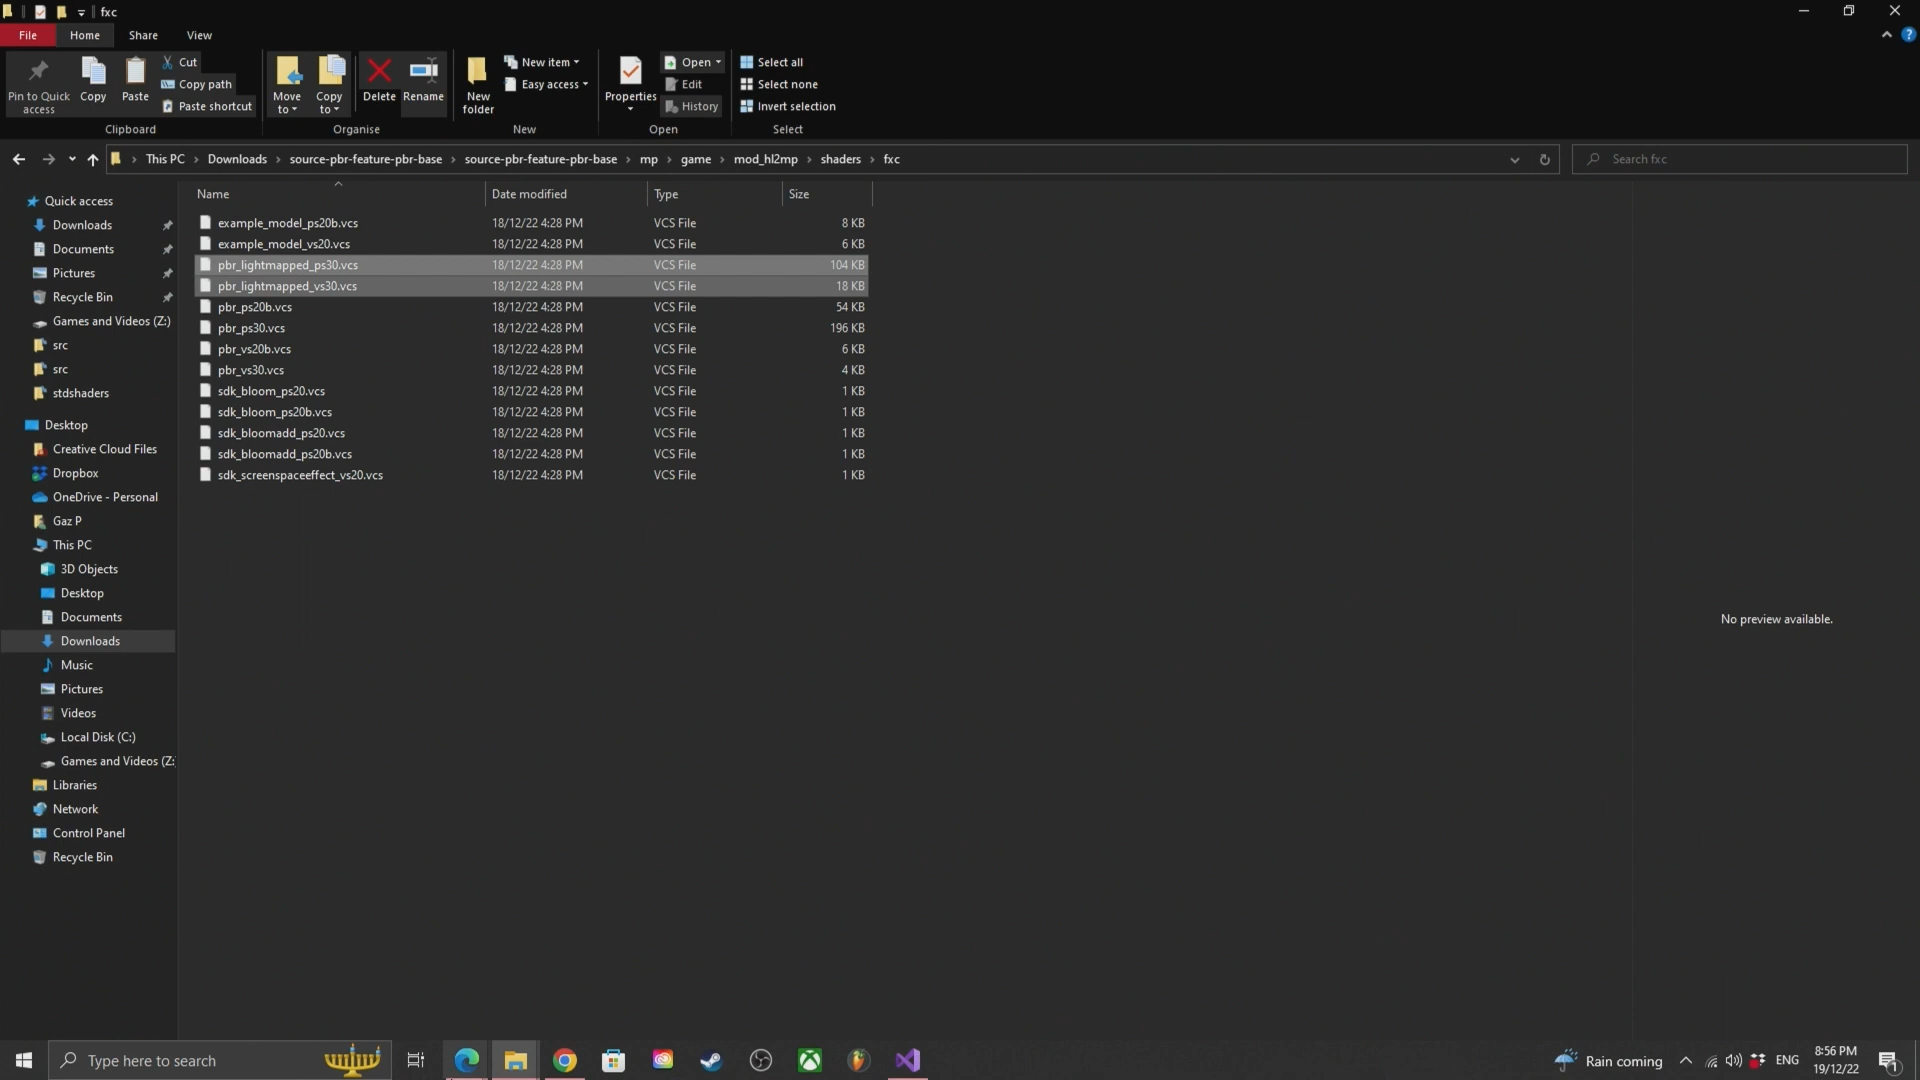 fxc
File Home Share View
Pin to Quick access
Copy
Paste
Cut
Copy path
Paste shortcut
Clipboard
Move to
Copy to
Delete
Rename
Organise
New folder
New item
Easy access
New
Properties
Open
Edit
History
Open
Select all
Select none
Invert selection
Select
This PC Downloads source-pbr-feature-pbr-base source-pbr-feature-pbr-base mp game mod_hl2mp shaders fxc
Search fxc
Name Date modified Type Size
example_model_ps20b.vcs 18/12/22 4:28 PM VCS File 8 KB
example_model_vs20.vcs 18/12/22 4:28 PM VCS File 6 KB
pbr_lightmapped_ps30.vcs 18/12/22 4:28 PM VCS File 104 KB
pbr_lightmapped_vs30.vcs 18/12/22 4:28 PM VCS File 18 KB
pbr_ps20b.vcs 18/12/22 4:28 PM VCS File 54 KB
pbr_ps30.vcs 18/12/22 4:28 PM VCS File 196 KB
pbr_vs20b.vcs 18/12/22 4:28 PM VCS File 6 KB
pbr_vs30.vcs 18/12/22 4:28 PM VCS File 4 KB
sdk_bloom_ps20.vcs 18/12/22 4:28 PM VCS File 1 KB
sdk_bloom_ps20b.vcs 18/12/22 4:28 PM VCS File 1 KB
sdk_bloomadd_ps20.vcs 18/12/22 4:28 PM VCS File 1 KB
sdk_bloomadd_ps20b.vcs 18/12/22 4:28 PM VCS File 1 KB
sdk_screenspaceeffect_vs20.vcs 18/12/22 4:28 PM VCS File 1 KB
Quick access
Downloads
Documents
Pictures
Recycle Bin
Games and Videos (Z:)
src
src
stdshaders
Desktop
Creative Cloud Files
Dropbox
OneDrive - Personal
Gaz P
This PC
3D Objects
Desktop
Documents
Downloads
Music
Pictures
Videos
Local Disk (C:)
Games and Videos (Z:
Libraries
Network
Control Panel
Recycle Bin
No preview available.
Type here to search
Rain coming
ENG
8:56 PM
19/12/22
1